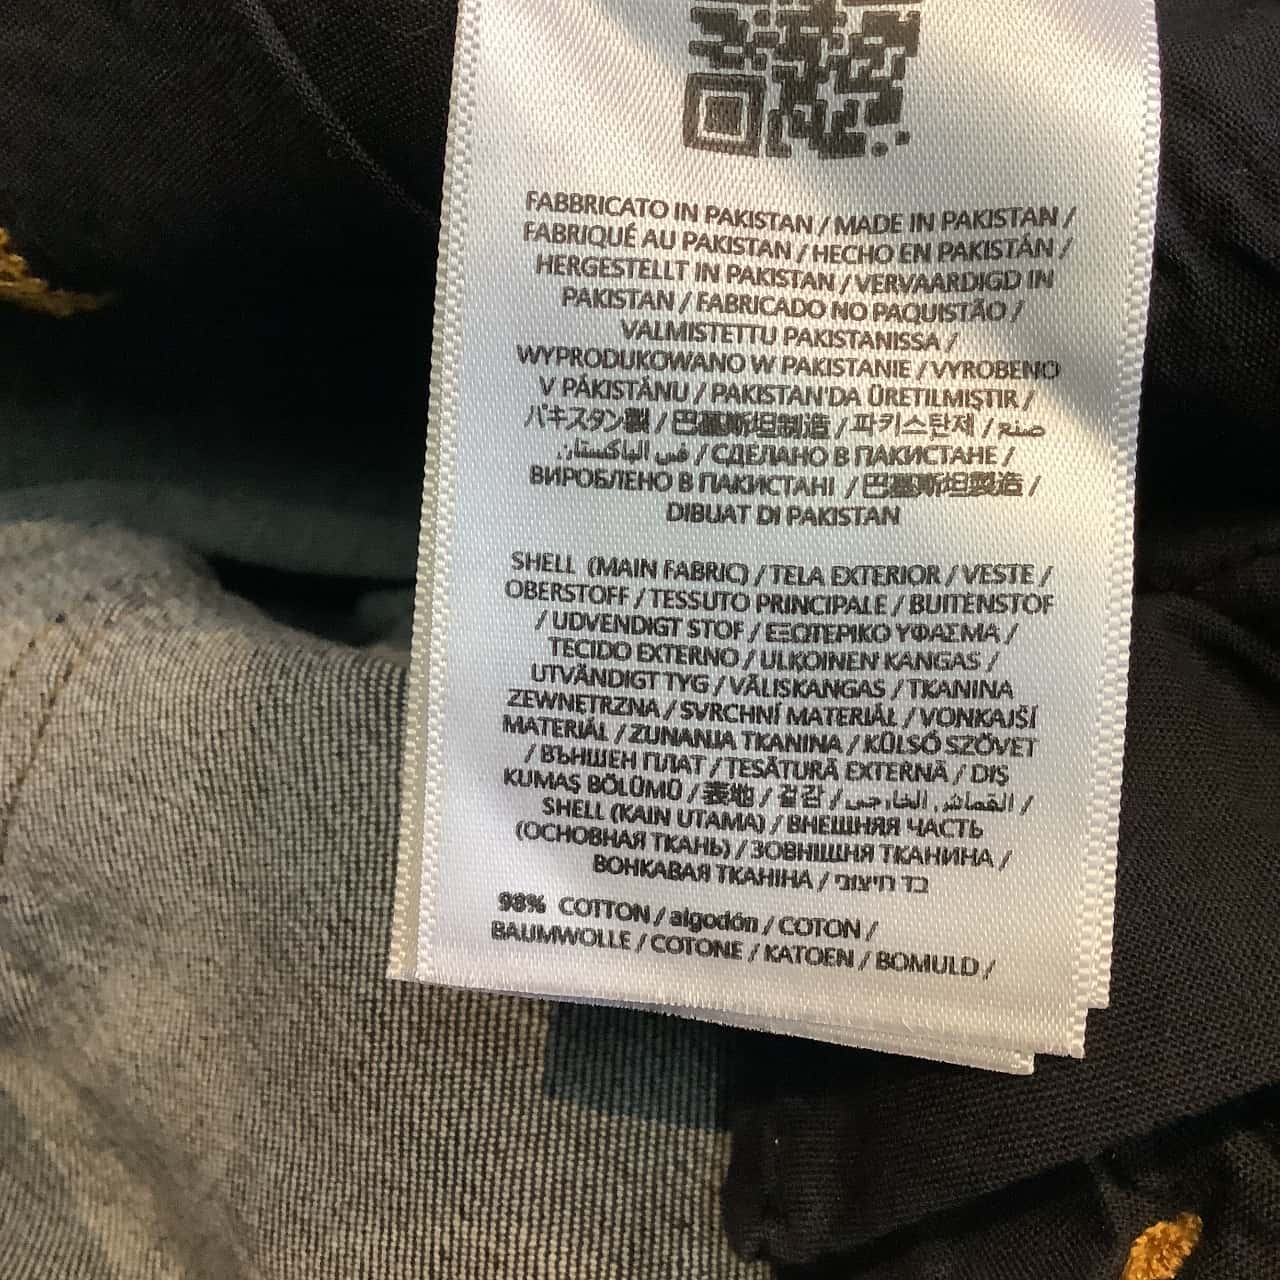 FABBRICATO IN PAKISTAN / MADE IN PAKISTAN /
FABRIQUÉ AU PAKISTAN / HECHO EN PAKISTÁN /
HERGESTELLT IN PAKISTAN / VERVAARDIGD IN
PAKISTAN / FABRICADO NO PAQUISTÃO /
VALMISTETTU PAKISTANISSA /
WYPRODUKOWANO W PAKISTANIE / VYROBENO
V PÁKISTÁNU / PAKISTAN'DA ÜRETILMIŞTIR /
パキスタン製 / 巴基斯坦制造 / 파키스탄제 / صنع
في الباكستان / СДЕЛАНО В ПАКИСТАНЕ /
ВИРОБЛЕНО В ПАКИСТАНІ / 巴基斯坦製造 /
DIBUAT DI PAKISTAN
SHELL (MAIN FABRIC) / TELA EXTERIOR / VESTE /
OBERSTOFF / TESSUTO PRINCIPALE / BUITENSTOF
/ UDVENDIGT STOF / ΕΞΩΤΕΡΙΚΟ ΥΦΑΣΜΑ /
TECIDO EXTERNO / ULKOINEN KANGAS /
UTVÄNDIGT TYG / VÄLISKANGAS / TKANINA
ZEWNĘTRZNA / SVRCHNÍ MATERIÁL / VONKAJŠÍ
MATERIÁL / ZUNANJA TKANINA / KÜLSŐ SZÖVET
/ ВЪНШЕН ПЛАТ / ȚESĂTURĂ EXTERNĂ / DIŞ
KUMAŞ BÖLÜMÜ / 表地 / 겉감 / القماش الخارجي /
SHELL (KAIN UTAMA) / ВНЕШНЯЯ ЧАСТЬ
(ОСНОВНАЯ ТКАНЬ) / ЗОВНІШНЯ ТКАНИНА /
ВОНКАВАЯ ТКАНІНА / בד חיצוני
98% COTTON / algodón / COTON /
BAUMWOLLE / COTONE / KATOEN / BOMULD /